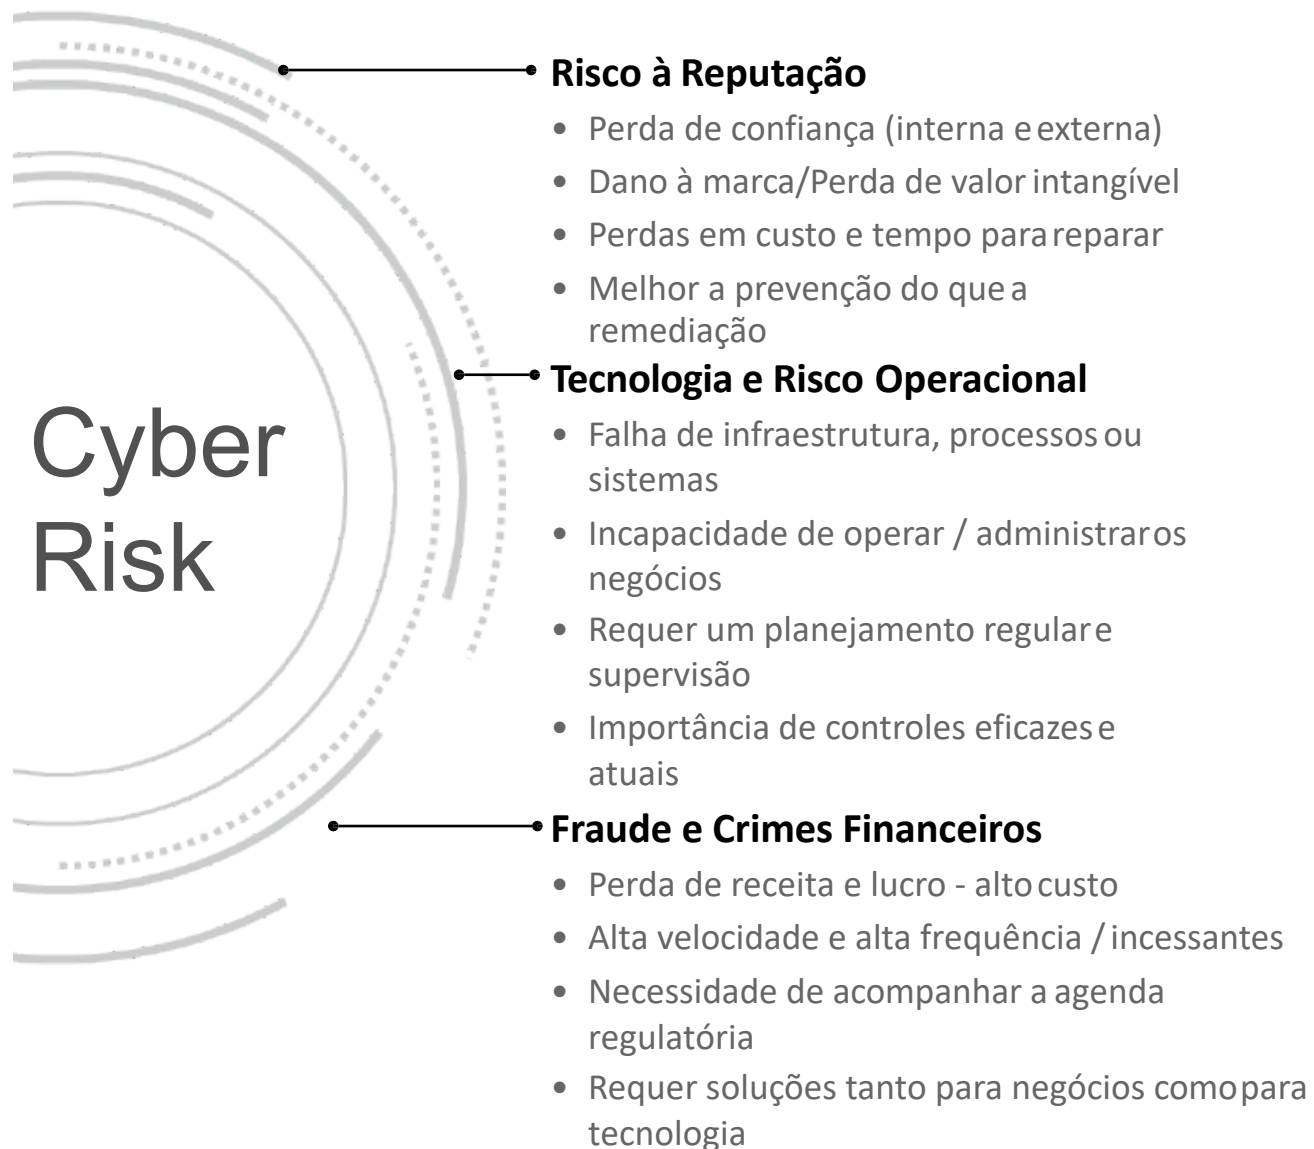 Cyber
Risk
Risco à Reputação
• Perda de confiança (interna e externa)
• Dano à marca/Perda de valor intangível
• Perdas em custo e tempo para reparar
• Melhor a prevenção do que a
remediação
Tecnologia e Risco Operacional
• Falha de infraestrutura, processos ou
sistemas
• Incapacidade de operar / administrar os
negócios
• Requer um planejamento regular e
supervisão
• Importância de controles eficazes e
atuais
Fraude e Crimes Financeiros
• Perda de receita e lucro - alto custo
• Alta velocidade e alta frequência / incessantes
• Necessidade de acompanhar a agenda
regulatória
• Requer soluções tanto para negócios como para
tecnologia